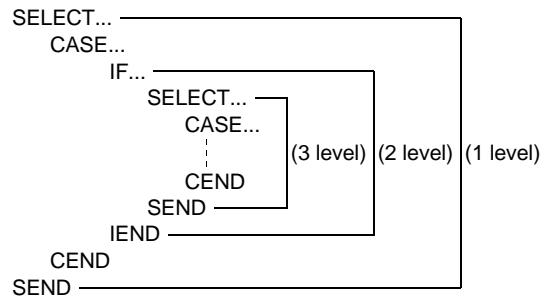 SELECT...
CASE...
IF...
SELECT...
CASE...
(3 level) (2 level) (1 level)
CEND
SEND
IEND
CEND
SEND